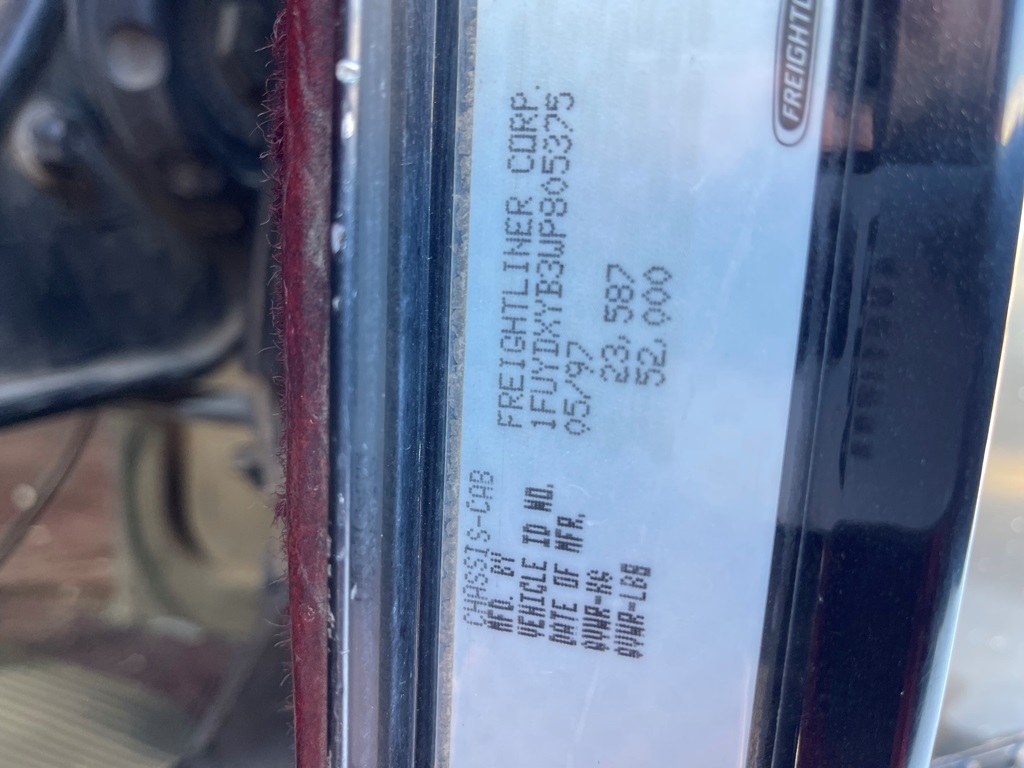 CHASSIS-CAB
MFD. BY FREIGHTLINER CORP.
VEHICLE ID NO. 1FUYDXYB3WP805375
DATE OF MFR. 05/97
GVWR-KG 23,587
GVWR-LBS 52,000
FREIGHTL